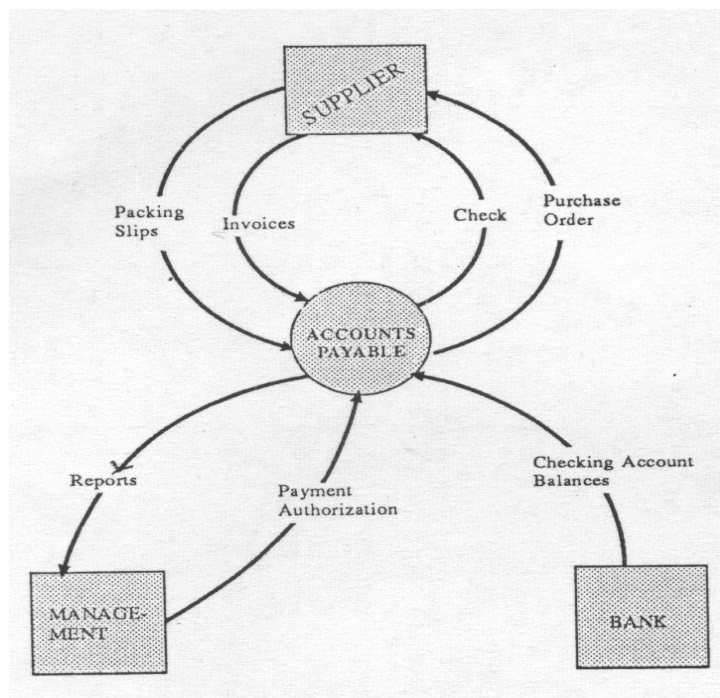 SUPPLIER
Packing
Slips
Invoices
Check
Purchase
Order
ACCOUNTS
PAYABLE
Reports
Payment
Authorization
Checking Account
Balances
MANAGE-
MENT
BANK